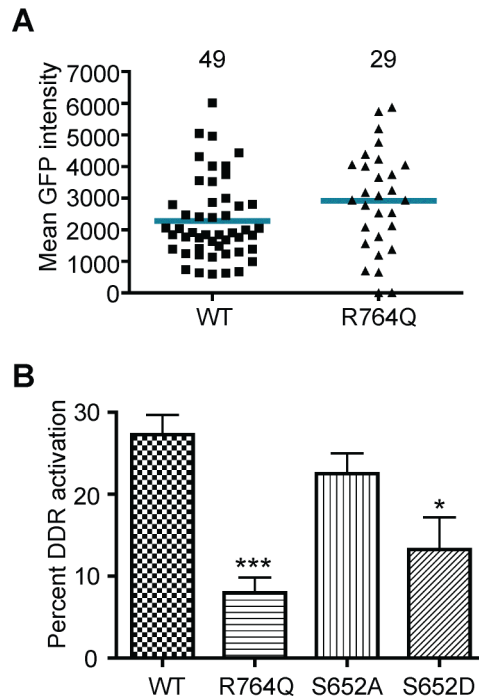 A
49 29
Mean GFP intensity
7000
6000
5000
4000
3000
2000
1000
0
WT R764Q
B
Percent DDR activation
30
20
10
0
***
*
WT R764Q S652A S652D